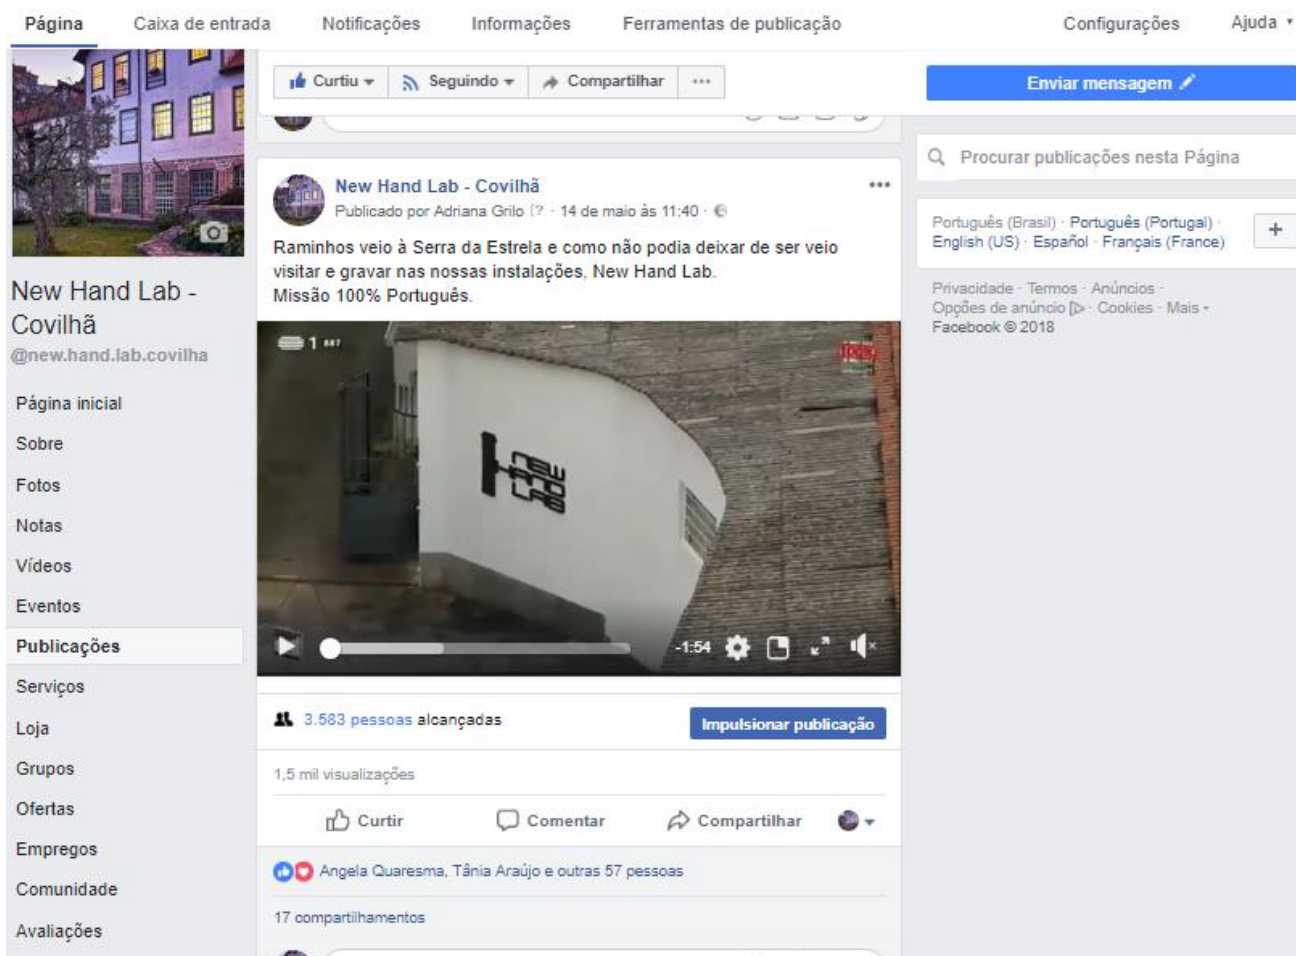 Página Caixa de entrada Notificações Informações Ferramentas de publicação Configurações Ajuda
Curtiu Seguindo Compartilhar ...
Enviar mensagem
New Hand Lab -
Covilhã
@new.hand.lab.covilha
Página inicial
Sobre
Fotos
Notas
Vídeos
Eventos
Publicações
Serviços
Loja
Grupos
Ofertas
Empregos
Comunidade
Avaliações
New Hand Lab - Covilhã
Publicado por Adriana Grilo [?] · 14 de maio às 11:40 ·
Raminhos veio à Serra da Estrela e como não podia deixar de ser veio
visitar e gravar nas nossas instalações, New Hand Lab.
Missão 100% Português.
1
100%
NEW
HAND
LAB
-1:54
3.583 pessoas alcançadas
Impulsionar publicação
1,5 mil visualizações
Curtir Comentar Compartilhar
Angela Quaresma, Tânia Araújo e outras 57 pessoas
17 compartilhamentos
Procurar publicações nesta Página
Português (Brasil) · Português (Portugal) ·
English (US) · Español · Français (France)
+
Privacidade · Termos · Anúncios ·
Opções de anúncio · Cookies · Mais
Facebook © 2018